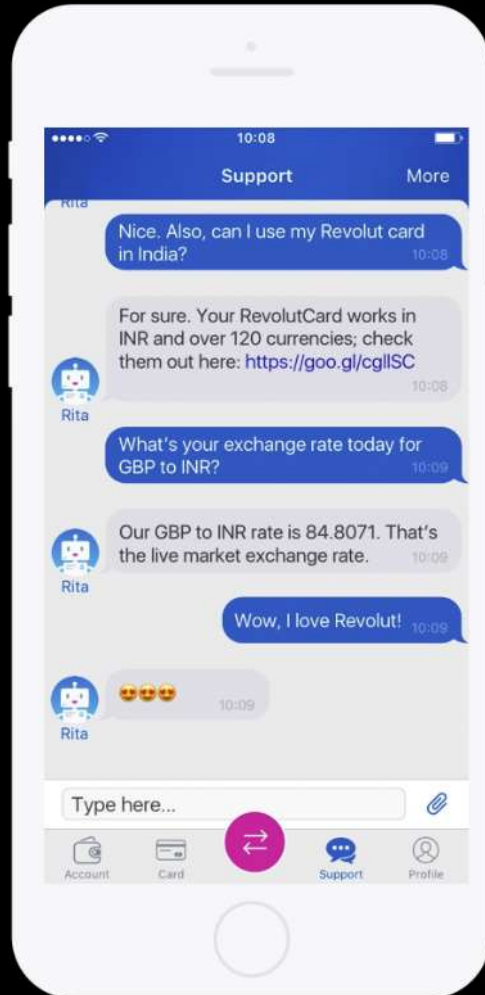 10:08
Support
More
Rita
Nice. Also, can I use my Revolut card
in India?
10:08
For sure. Your RevolutCard works in
INR and over 120 currencies; check
them out here: https://goo.gl/cgllSC
10:08
Rita
What's your exchange rate today for
GBP to INR?
10:09
Our GBP to INR rate is 84.8071. That's
the live market exchange rate.
10:09
Rita
Wow, I love Revolut!
10:09
😍😍😍
10:09
Rita
Type here...
Account
Card
Support
Profile